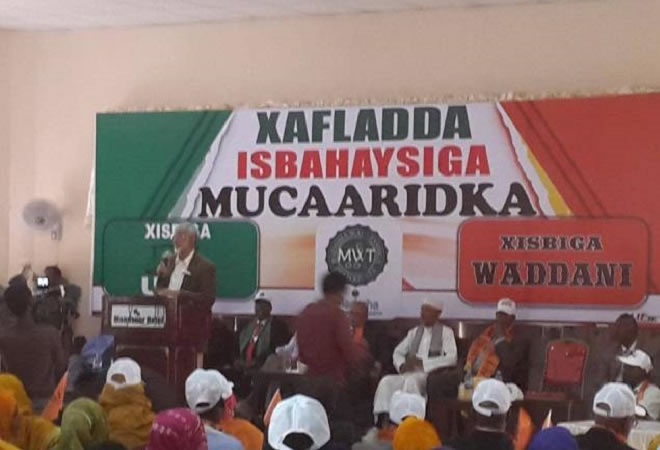 XAFLADDA
ISBAHAYSIGA
MUCAARIDKA
XISBIGA
MWT
XISBIGA
WADDANI